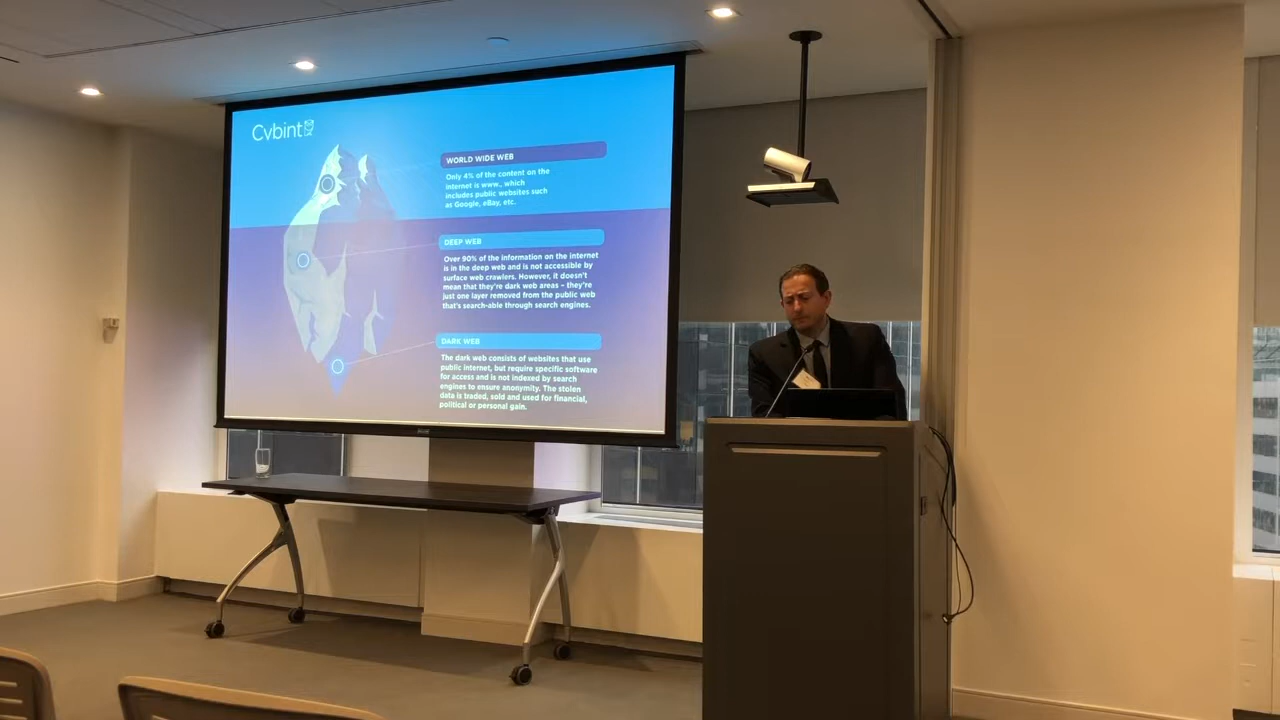 Cybint
WORLD WIDE WEB
Only 4% of the content on the
internet is www., which
includes public websites such
as Google, eBay, etc.
DEEP WEB
Over 90% of the information on the internet
is in the deep web and is not accessible by
surface web crawlers. However, it doesn't
mean that they're dark web areas – they're
just one layer removed from the public web
that's search-able through search engines.
DARK WEB
The dark web consists of websites that use
public internet, but require specific software
for access and is not indexed by search
engines to ensure anonymity. The stolen
data is traded, sold and used for financial,
political or personal gain.